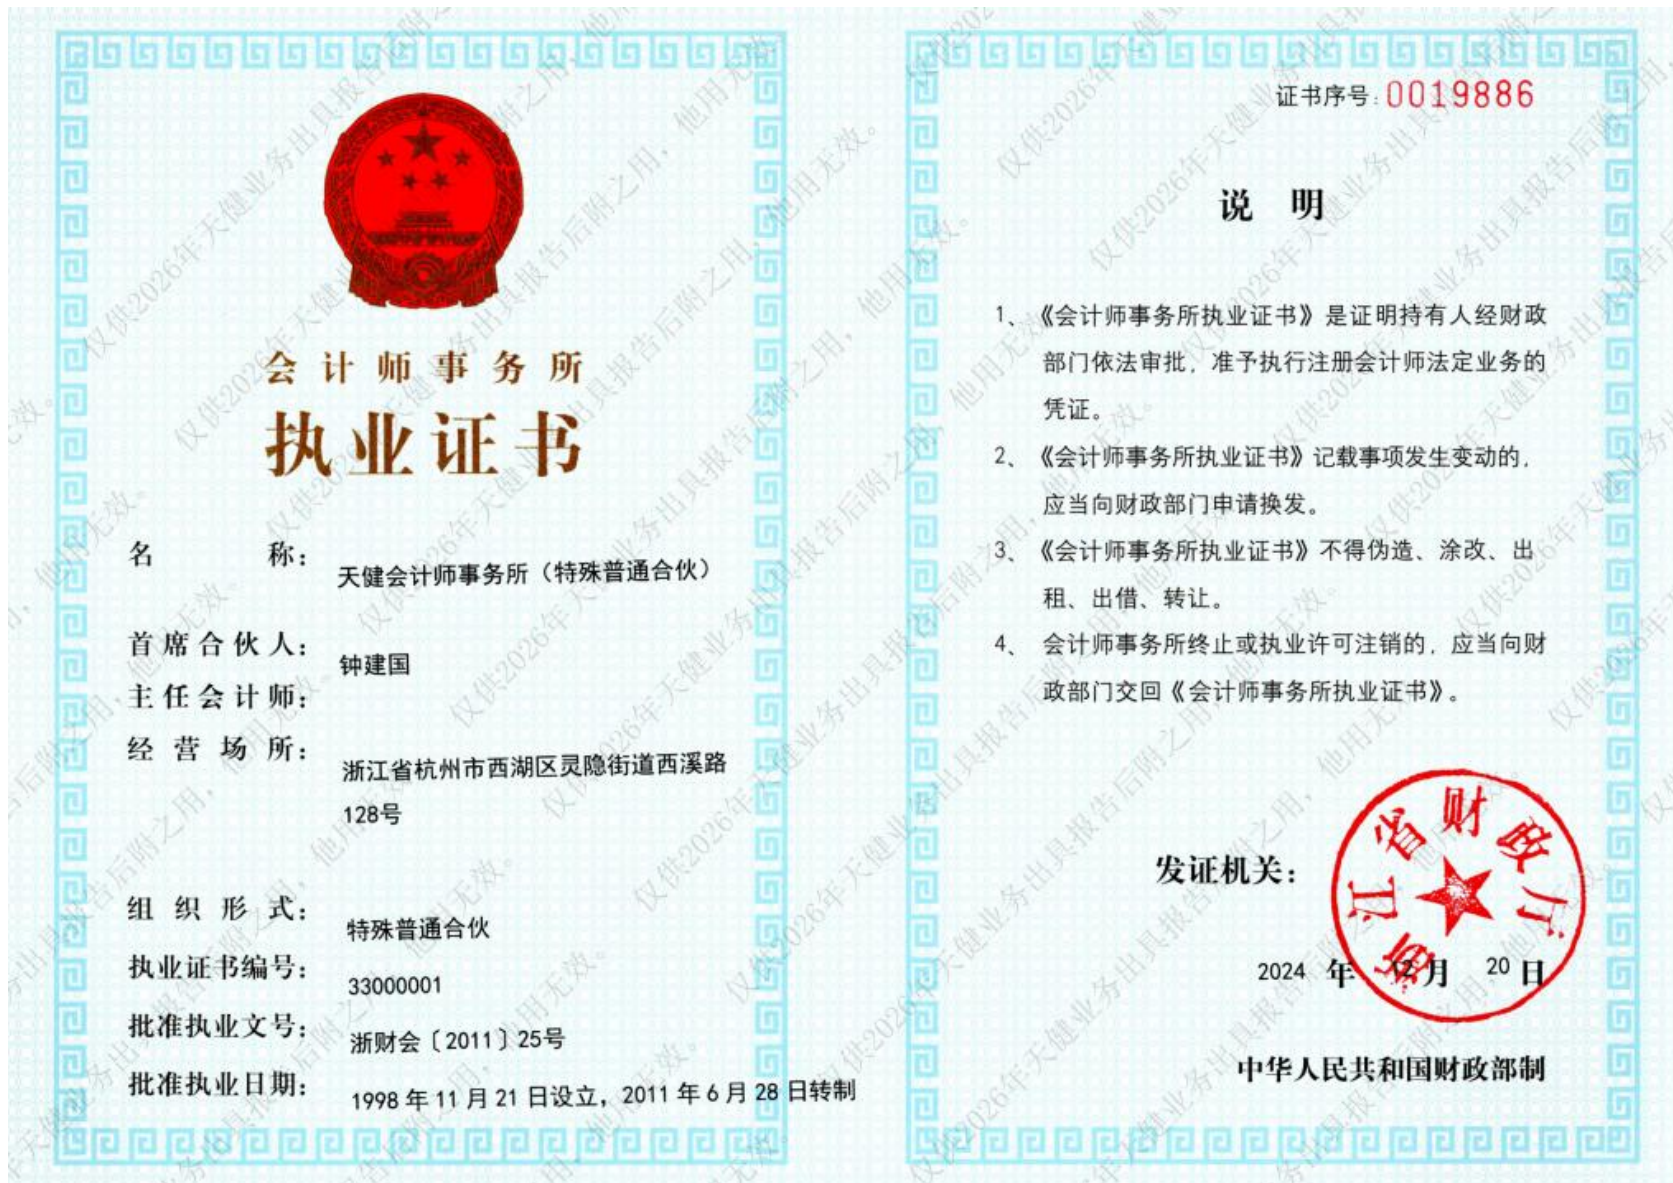 会计师事务所
执业证书
名称：天健会计师事务所（特殊普通合伙）
首席合伙人：钟建国
主任会计师：
经营场所：浙江省杭州市西湖区灵隐街道西溪路
128号
组织形式：特殊普通合伙
执业证书编号：33000001
批准执业文号：浙财会〔2011〕25号
批准执业日期：1998年11月21日设立，2011年6月28日转制
证书序号：0019886
说明
1、《会计师事务所执业证书》是证明持有人经财政
部门依法审批，准予执行注册会计师法定业务的
凭证。
2、《会计师事务所执业证书》记载事项发生变动的，
应当向财政部门申请换发。
3、《会计师事务所执业证书》不得伪造、涂改、出
租、出借、转让。
4、会计师事务所终止或执业许可注销的，应当向财
政部门交回《会计师事务所执业证书》。
发证机关：
浙江省财政厅
2024年12月20日
中华人民共和国财政部制
仅供2026年天健业务出具报告后附之用，他用无效。